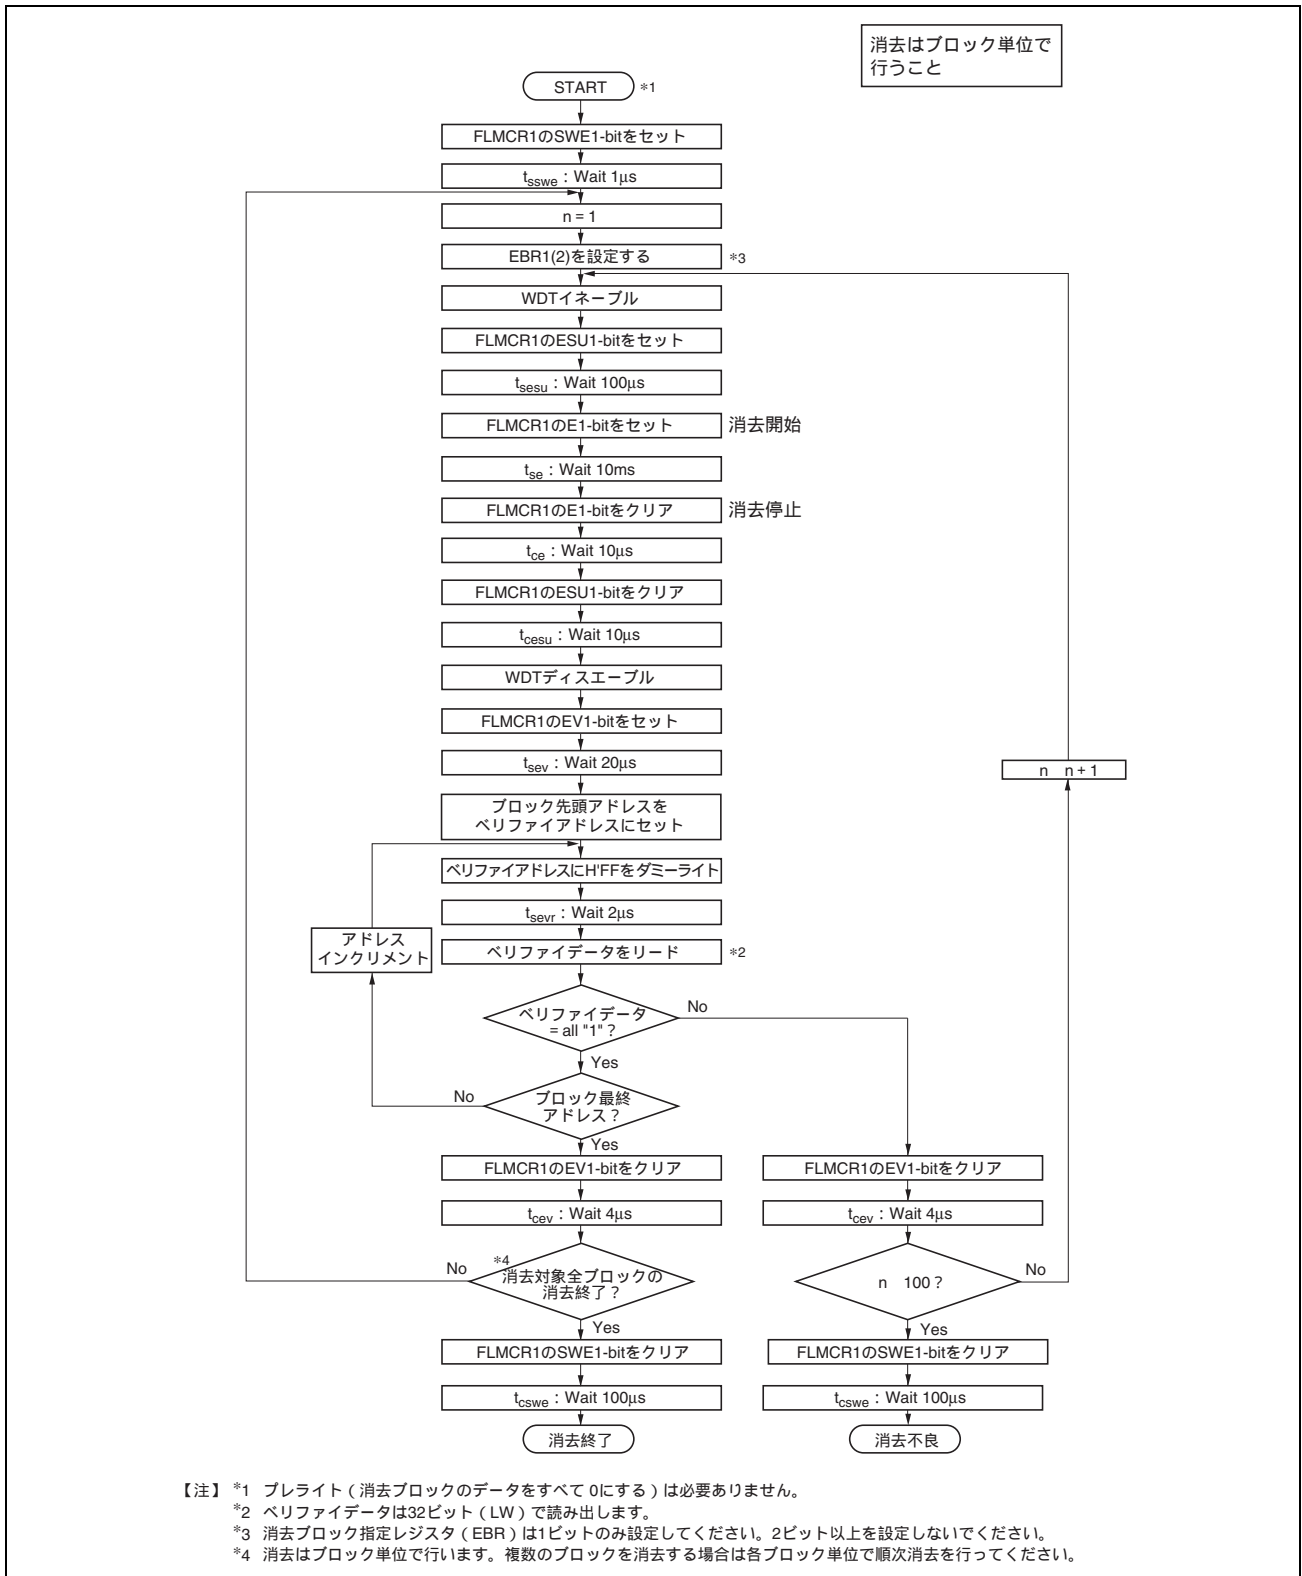 消去はブロック単位で
行うこと
START *1
FLMCR1のSWE1-bitをセット
tsswe：Wait 1μs
n = 1
EBR1(2)を設定する *3
WDTイネーブル
FLMCR1のESU1-bitをセット
tsesu：Wait 100μs
FLMCR1のE1-bitをセット 消去開始
tse：Wait 10ms
FLMCR1のE1-bitをクリア 消去停止
tce：Wait 10μs
FLMCR1のESU1-bitをクリア
tcesu：Wait 10μs
WDTディスエーブル
FLMCR1のEV1-bitをセット
tsev：Wait 20μs
n n + 1
ブロック先頭アドレスを
ベリファイアドレスにセット
ベリファイアドレスにH'FFをダミーライト
tsevr：Wait 2μs
アドレス
インクリメント
ベリファイデータをリード *2
ベリファイデータ
= all "1"？
No
Yes
ブロック最終
アドレス？
No
Yes
FLMCR1のEV1-bitをクリア
tcev：Wait 4μs
*4
消去対象全ブロックの
消去終了？
No
Yes
FLMCR1のSWE1-bitをクリア
tcswe：Wait 100μs
消去終了
FLMCR1のEV1-bitをクリア
tcev：Wait 4μs
n 100？
No
Yes
FLMCR1のSWE1-bitをクリア
tcswe：Wait 100μs
消去不良
【注】 *1 プレライト（消去ブロックのデータをすべて 0にする）は必要ありません。
*2 ベリファイデータは32ビット（LW）で読み出します。
*3 消去ブロック指定レジスタ（EBR）は1ビットのみ設定してください。2ビット以上を設定しないでください。
*4 消去はブロック単位で行います。複数のブロックを消去する場合は各ブロック単位で順次消去を行ってください。